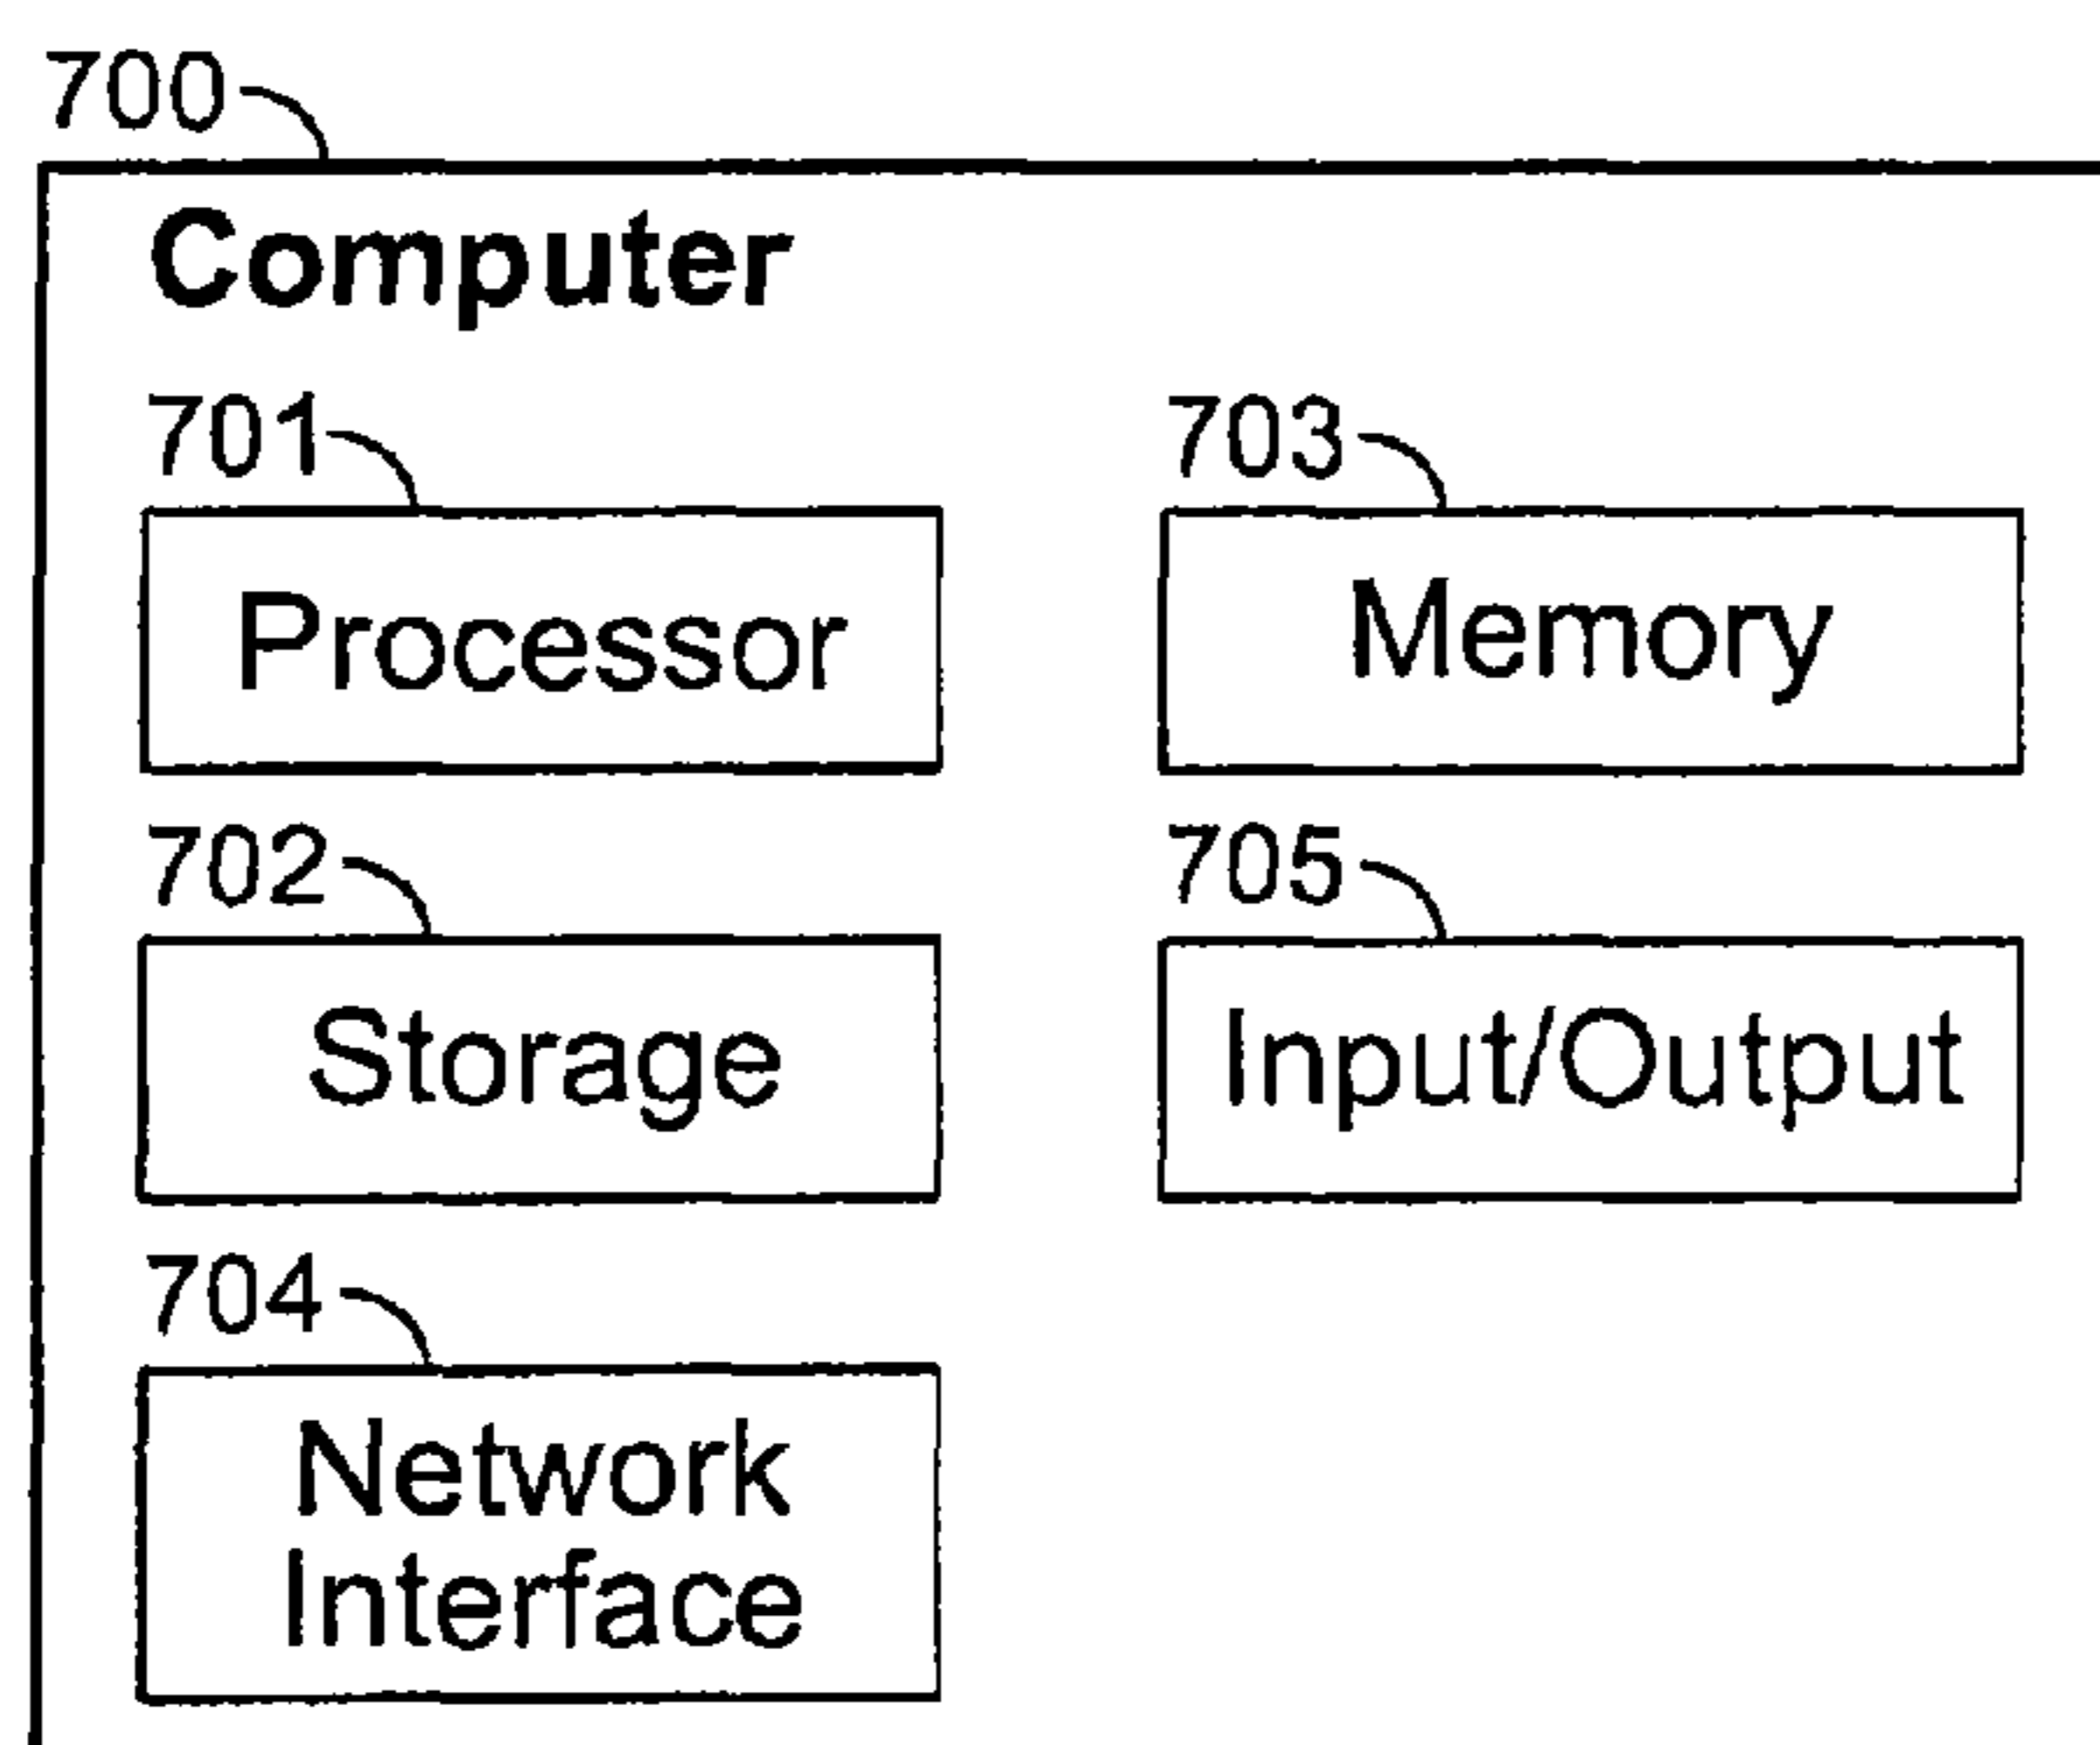 700
Computer
701
Processor
703
Memory
702
Storage
705
Input/Output
704
Network
Interface